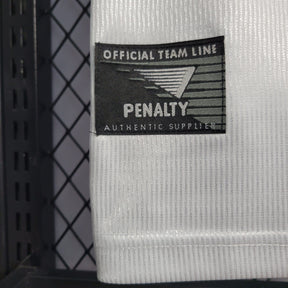 OFFICIAL TEAM LINE
PENALTY
AUTHENTIC SUPPLIER